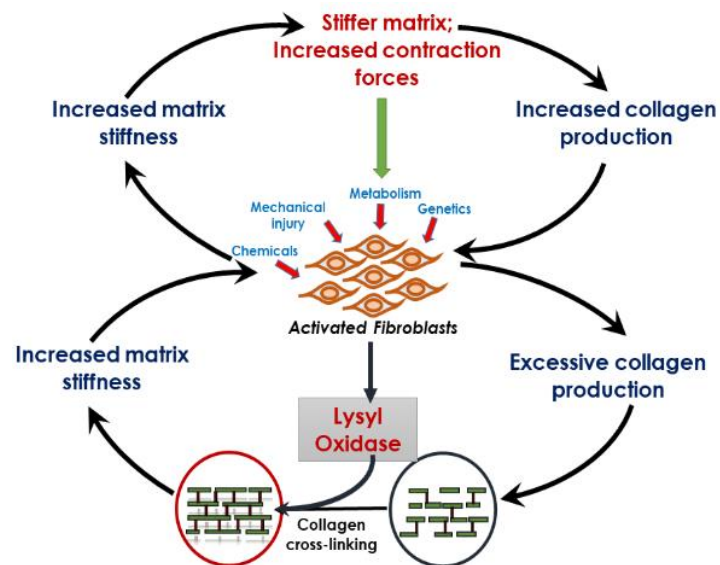 Stiffer matrix;
Increased contraction
forces
Increased matrix
stiffness
Increased collagen
production
Metabolism
Mechanical
injury
Genetics
Chemicals
Activated Fibroblasts
Increased matrix
stiffness
Excessive collagen
production
Lysyl
Oxidase
Collagen
cross-linking